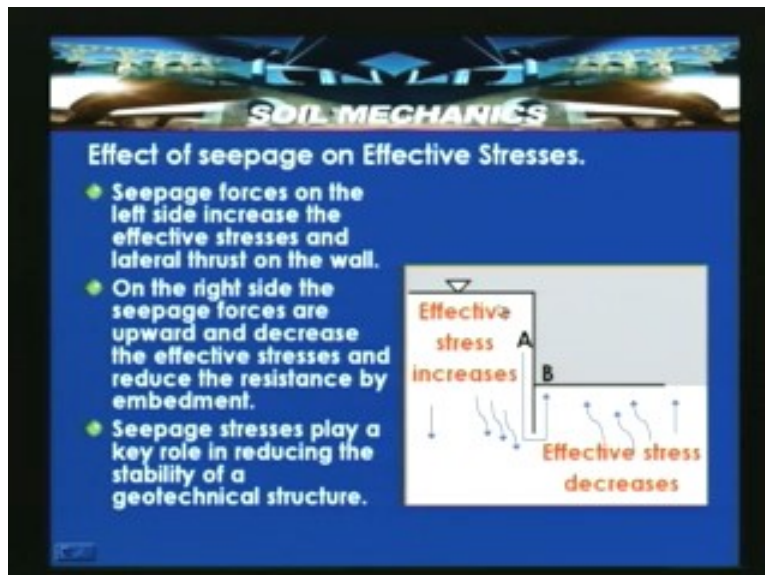 SOIL MECHANICS
Effect of seepage on Effective Stresses.
Seepage forces on the
left side increase the
effective stresses and
lateral thrust on the wall.
On the right side the
seepage forces are
upward and decrease
the effective stresses and
reduce the resistance by
embedment.
Seepage stresses play a
key role in reducing the
stability of a
geotechnical structure.
Effective
stress
increases
A
B
Effective stress
decreases